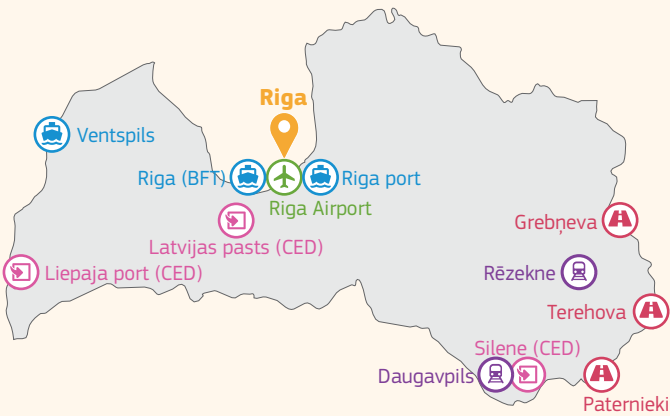 Riga
Ventspils
Riga (BFT)
Riga port
Riga Airport
Grebņeva
Latvijas pasts (CED)
Liepaja port (CED)
Rēzekne
Terehova
Silene (CED)
Daugavpils
Paternieki